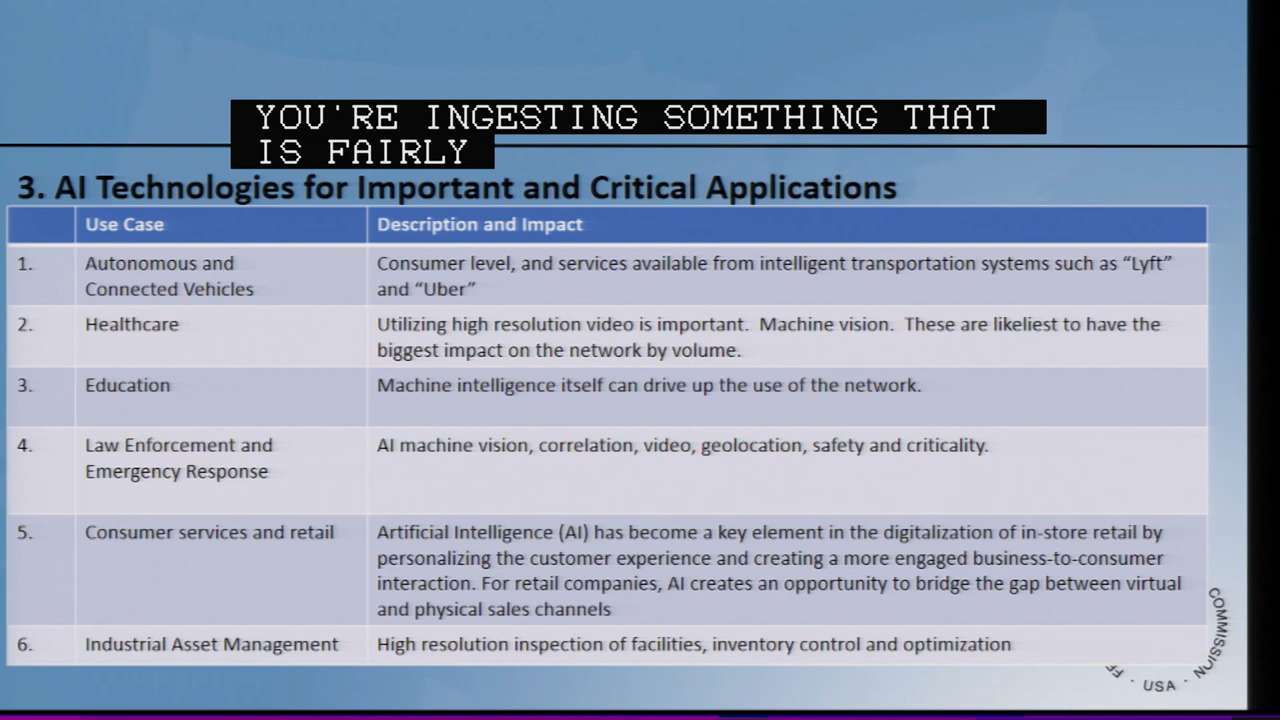 YOU'RE INGESTING SOMETHING THAT
IS FAIRLY
3. AI Technologies for Important and Critical Applications
Use Case
Description and Impact
1.
Autonomous and
Connected Vehicles
Consumer level, and services available from intelligent transportation systems such as “Lyft”
and “Uber”
2.
Healthcare
Utilizing high resolution video is important.  Machine vision.  These are likeliest to have the
biggest impact on the network by volume.
3.
Education
Machine intelligence itself can drive up the use of the network.
4.
Law Enforcement and
Emergency Response
AI machine vision, correlation, video, geolocation, safety and criticality.
5.
Consumer services and retail
Artificial Intelligence (AI) has become a key element in the digitalization of in-store retail by
personalizing the customer experience and creating a more engaged business-to-consumer
interaction. For retail companies, AI creates an opportunity to bridge the gap between virtual
and physical sales channels
6.
Industrial Asset Management
High resolution inspection of facilities, inventory control and optimization
COMMISSION
· USA ·